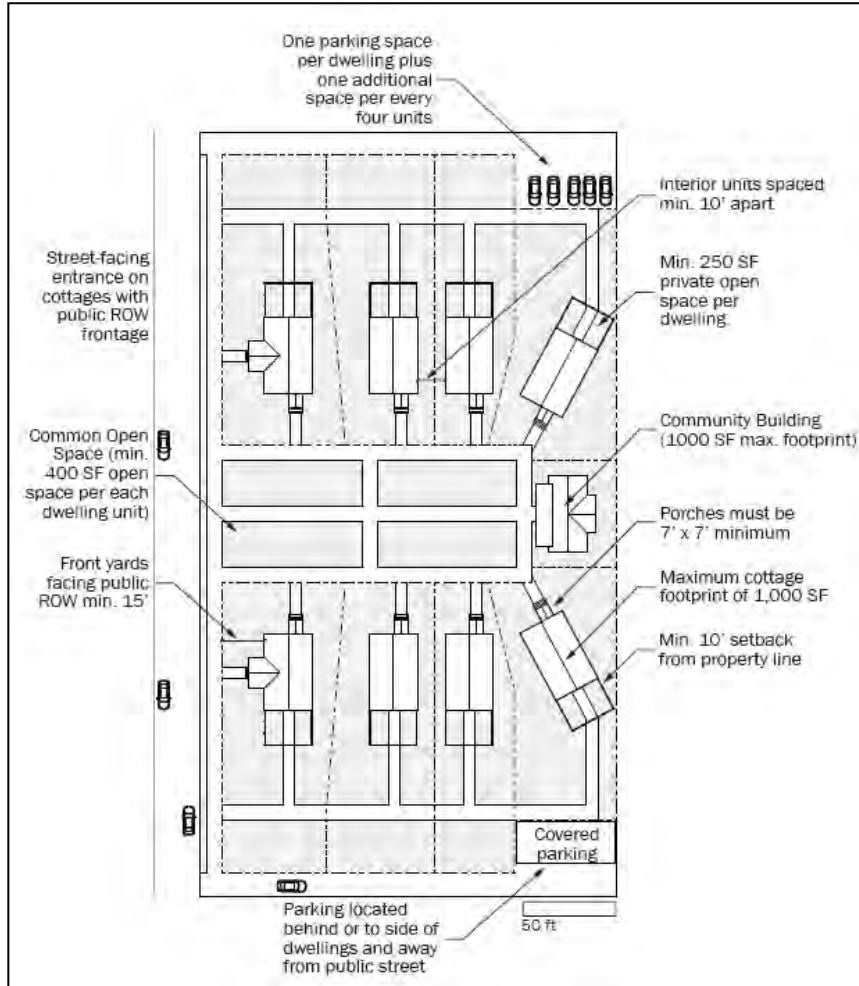 One parking space
per dwelling plus
one additional
space per every
four units
Interior units spaced
min. 10' apart
Street-facing
entrance on
cottages with
public ROW
frontage
Min. 250 SF
private open
space per
dwelling
Common Open
Space (min.
400 SF open
space per each
dwelling unit)
Community Building
(1000 SF max. footprint)
Porches must be
7' x 7' minimum
Front yards
facing public
ROW min. 15'
Maximum cottage
footprint of 1,000 SF
Min. 10' setback
from property line
Covered
parking
Parking located
behind or to side of
dwellings and away
from public street
50 ft